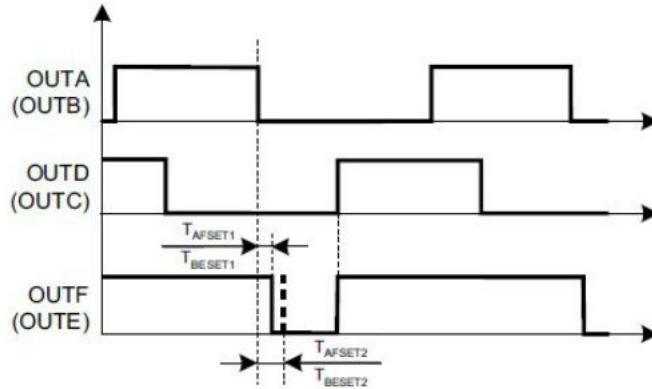 OUTA
(OUTB)
OUTD
(OUTC)
TAFSET1
TBESET1
OUTF
(OUTE)
TAFSET2
TBESET2